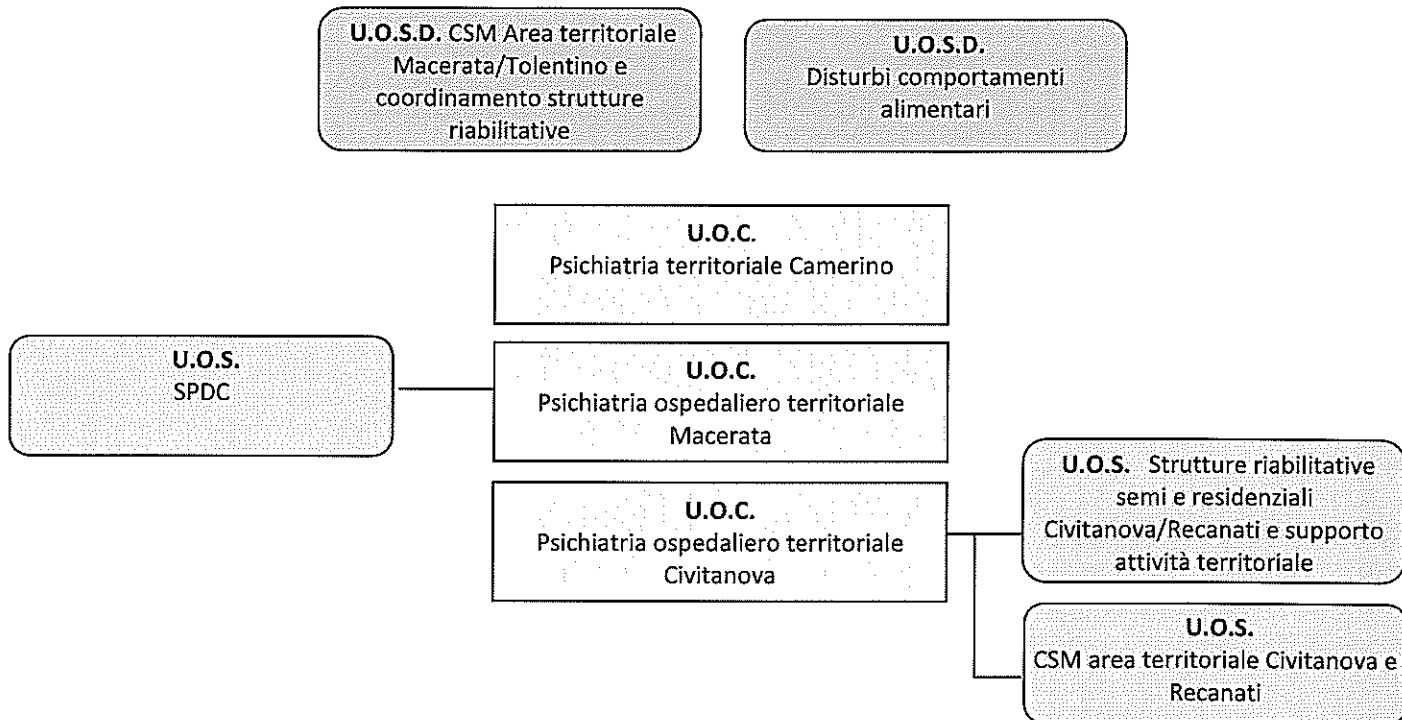 U.O.S.D. CSM Area territoriale
Macerata/Tolentino e
coordinamento strutture
riabilitative
U.O.S.D.
Disturbi comportamenti
alimentari
U.O.C.
Psichiatria territoriale Camerino
U.O.S.
SPDC
U.O.C.
Psichiatria ospedaliero territoriale
Macerata
U.O.C.
Psichiatria ospedaliero territoriale
Civitanova
U.O.S. Strutture riabilitative
semi e residenziali
Civitanova/Recanati e supporto
attività territoriale
U.O.S.
CSM area territoriale Civitanova e
Recanati